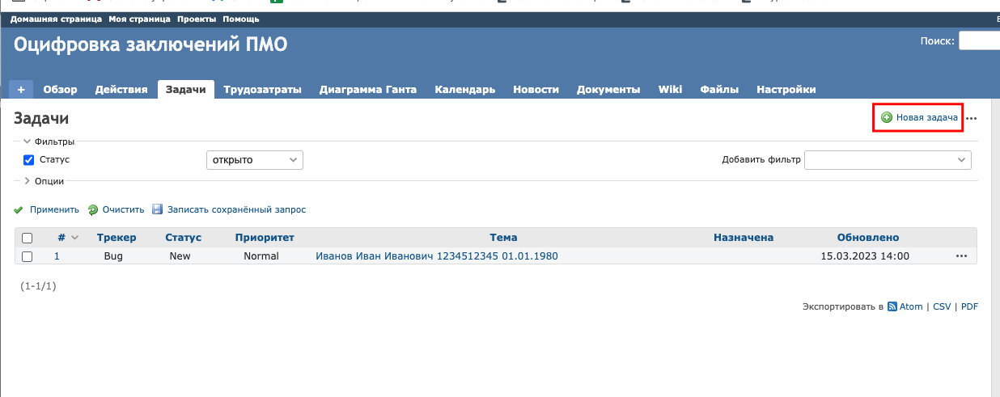 Домашняя страница Моя страница Проекты Помощь
Оцифровка заключений ПМО
Поиск:
+ Обзор Действия Задачи Трудозатраты Диаграмма Ганта Календарь Новости Документы Wiki Файлы Настройки
Задачи
Новая задача ...
Фильтры
Статус открыто Добавить фильтр
Опции
Применить Очистить Записать сохранённый запрос
# Трекер Статус Приоритет Тема Назначена Обновлено
1 Bug New Normal Иванов Иван Иванович 1234512345 01.01.1980 15.03.2023 14:00 ...
(1-1/1)
Экспортировать в Atom | CSV | PDF